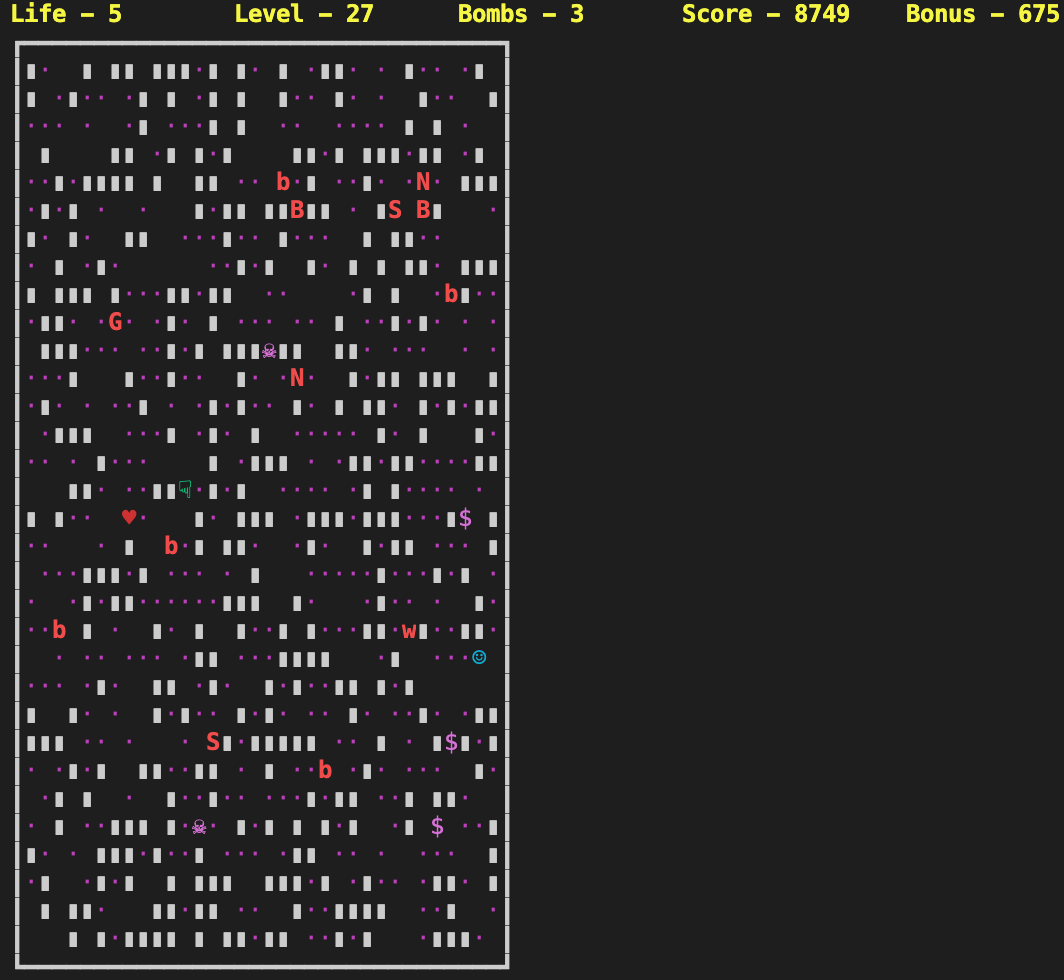 Life – 5 Level – 27 Bombs – 3 Score – 8749 Bonus – 675
b N
B S B
b
G
N
$
b
b w
S $
b
$